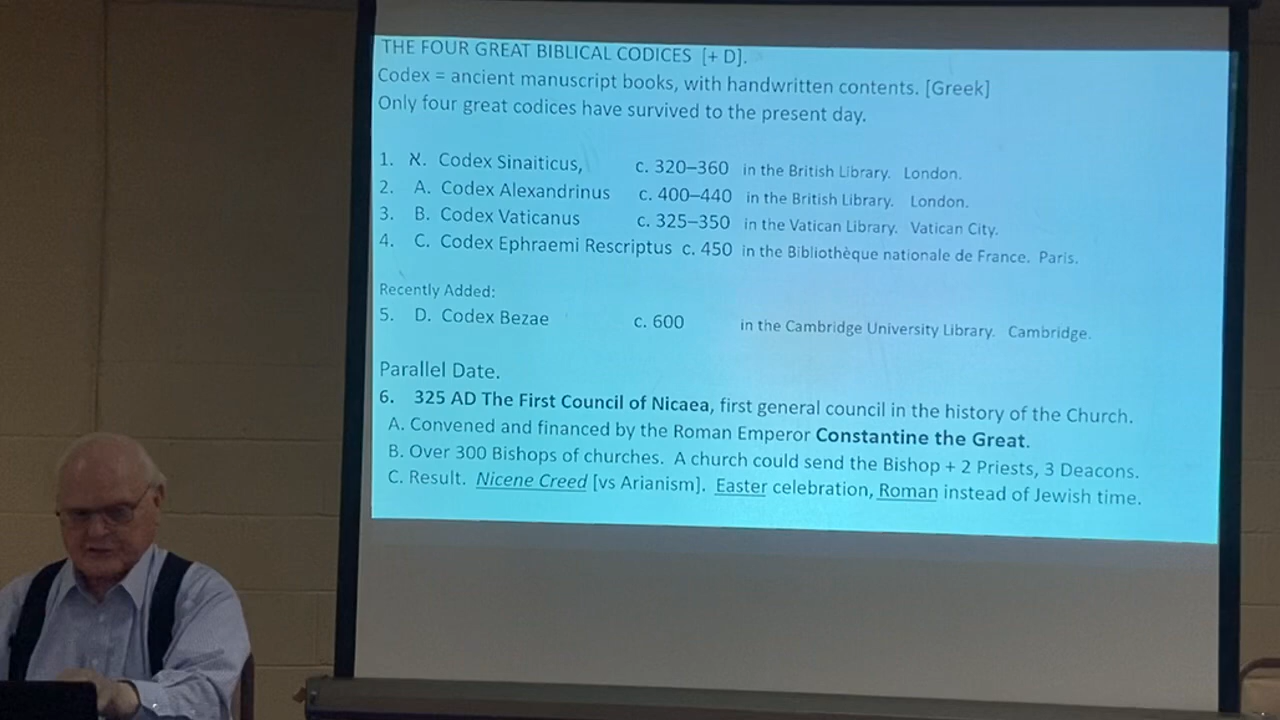 THE FOUR GREAT BIBLICAL CODICES [+ D].
Codex = ancient manuscript books, with handwritten contents. [Greek]
Only four great codices have survived to the present day.
1. א. Codex Sinaiticus, c. 320–360 in the British Library. London.
2. A. Codex Alexandrinus c. 400–440 in the British Library. London.
3. B. Codex Vaticanus c. 325–350 in the Vatican Library. Vatican City.
4. C. Codex Ephraemi Rescriptus c. 450 in the Bibliothèque nationale de France. Paris.
Recently Added:
5. D. Codex Bezae c. 600 in the Cambridge University Library. Cambridge.
Parallel Date.
6. 325 AD The First Council of Nicaea, first general council in the history of the Church.
A. Convened and financed by the Roman Emperor Constantine the Great.
B. Over 300 Bishops of churches. A church could send the Bishop + 2 Priests, 3 Deacons.
C. Result. Nicene Creed [vs Arianism]. Easter celebration, Roman instead of Jewish time.